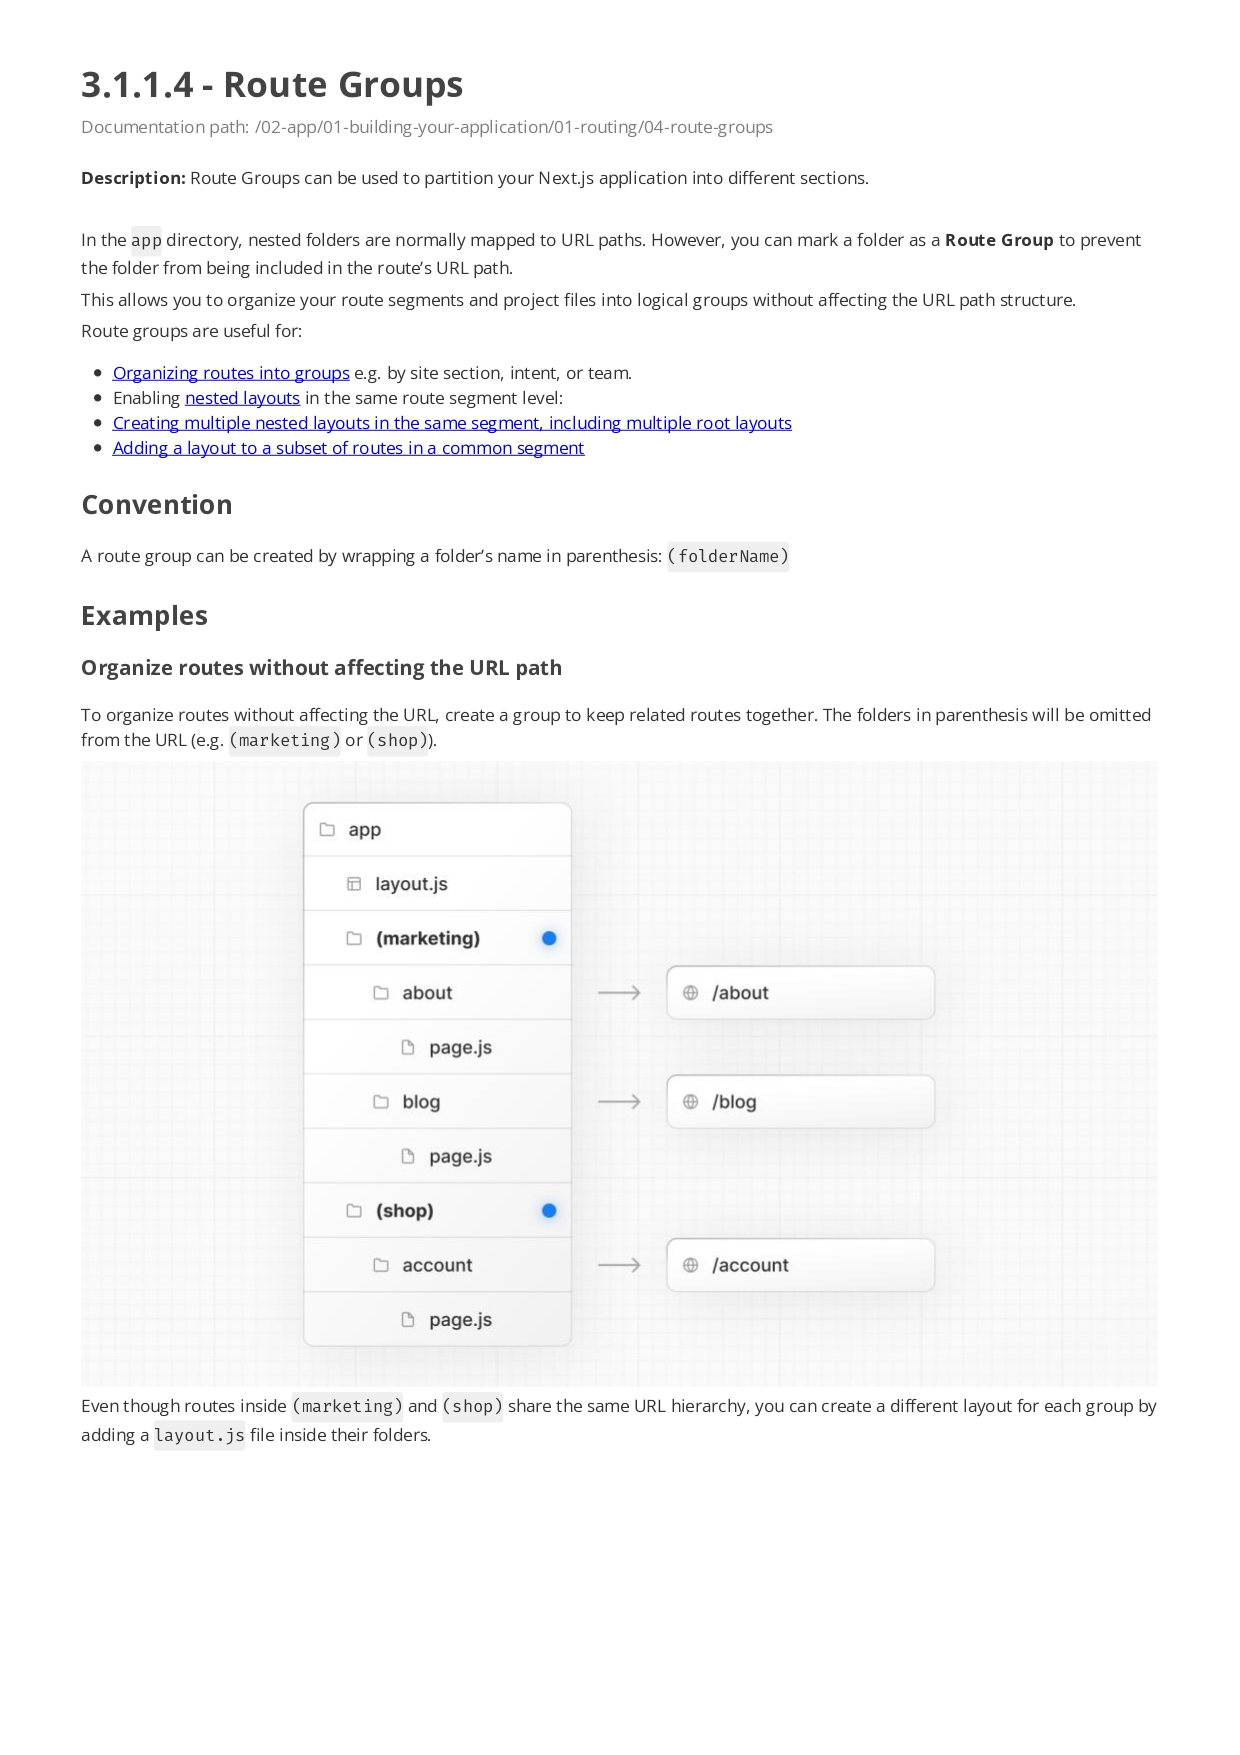 3.1.1.4 - Route Groups
Documentation path: /02-app/01-building-your-application/01-routing/04-route-groups
Description: Route Groups can be used to partition your Next.js application into different sections.
In the app directory, nested folders are normally mapped to URL paths. However, you can mark a folder as a Route Group to prevent
the folder from being included in the route’s URL path.
This allows you to organize your route segments and project files into logical groups without affecting the URL path structure.
Route groups are useful for:
Organizing routes into groups e.g. by site section, intent, or team.
Enabling nested layouts in the same route segment level:
Creating multiple nested layouts in the same segment, including multiple root layouts
Adding a layout to a subset of routes in a common segment
Convention
A route group can be created by wrapping a folder’s name in parenthesis: (folderName)
Examples
Organize routes without affecting the URL path
To organize routes without affecting the URL, create a group to keep related routes together. The folders in parenthesis will be omitted
from the URL (e.g. (marketing) or (shop)).
app
layout.js
(marketing)
about
/about
page.js
blog
/blog
page.js
(shop)
account
/account
page.js
Even though routes inside (marketing) and (shop) share the same URL hierarchy, you can create a different layout for each group by
adding a layout.js file inside their folders.